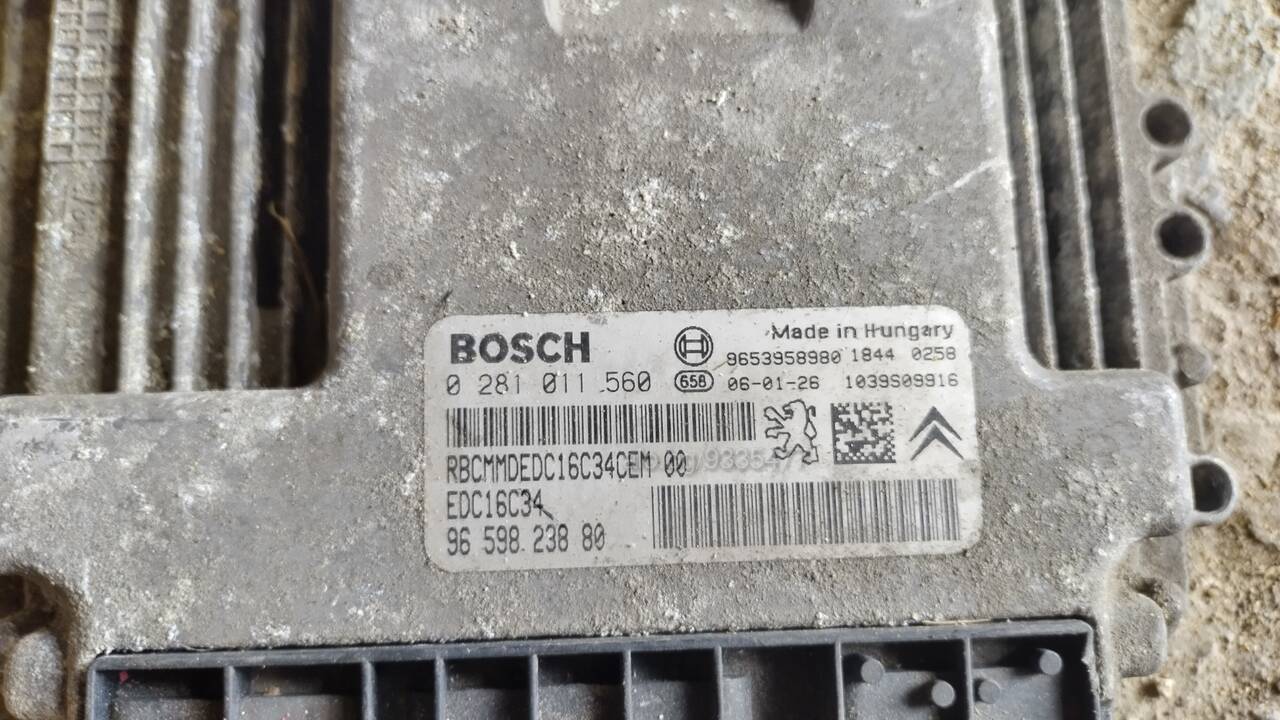 BOSCH
Made in Hungary
9653958980 1844 0258
0 281 011 560
658
06-01-26 1039S09916
RBCMMDEDC16C34CEM 00
EDC16C34
96 598 238 80